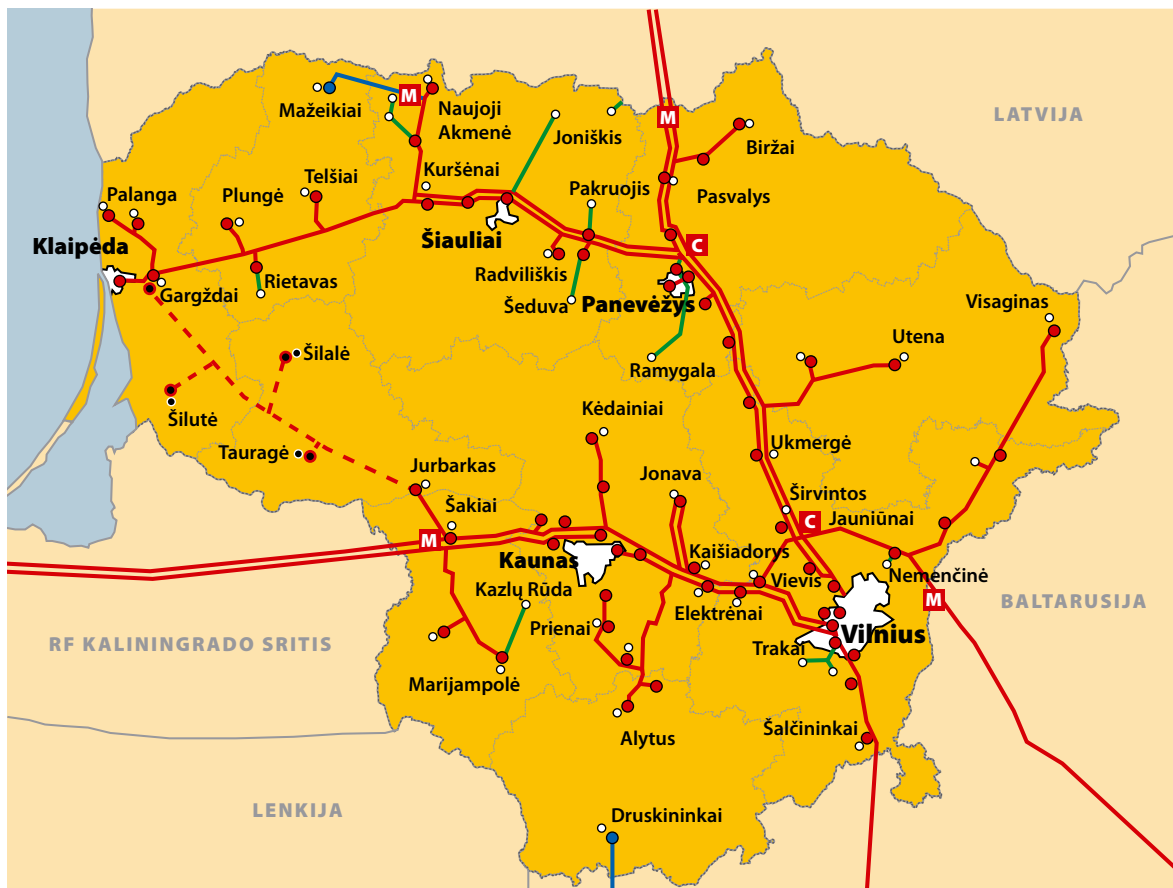 LATVIJA
M
Mažeikiai
Naujoji
Akmenė
M
Joniškis
Biržai
Telšiai
Kuršėnai
Palanga
Plungė
Pakruojis
Pasvalys
Klaipėda
Šiauliai
C
Radviliškis
Gargždai
Rietavas
Šeduva
Panevėžys
Visaginas
Utena
Šilalė
Ramygala
Šilutė
Kėdainiai
Tauragė
Ukmergė
Jurbarkas
Jonava
Šakiai
Širvintos
C
Jauniūnai
M
Kaunas
Kaišiadorys
Vievis
Nemenčinė
Kazlų Rūda
Elektrėnai
M
BALTARUSIJA
Prienai
Vilnius
RF KALININGRADO SRITIS
Trakai
Marijampolė
Alytus
Šalčininkai
LENKIJA
Druskininkai